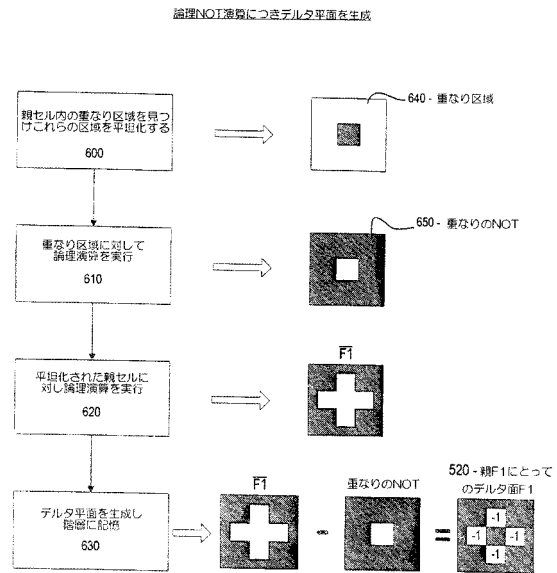 論理NOT演算につきデルタ平面を生成
親セル内の重なり区域を見つ
けこれらの区域を平坦化する
600
640 - 重なり区域
重なり区域に対して
論理演算を実行
610
650 - 重なりのNOT
平坦化された親セルに
対し論理演算を実行
620
F1
デルタ平面を生成し
階層に記憶
630
F1
重なりのNOT
520 - 親F1にとって
のデルタ面F1
-1
-1 -1
-1